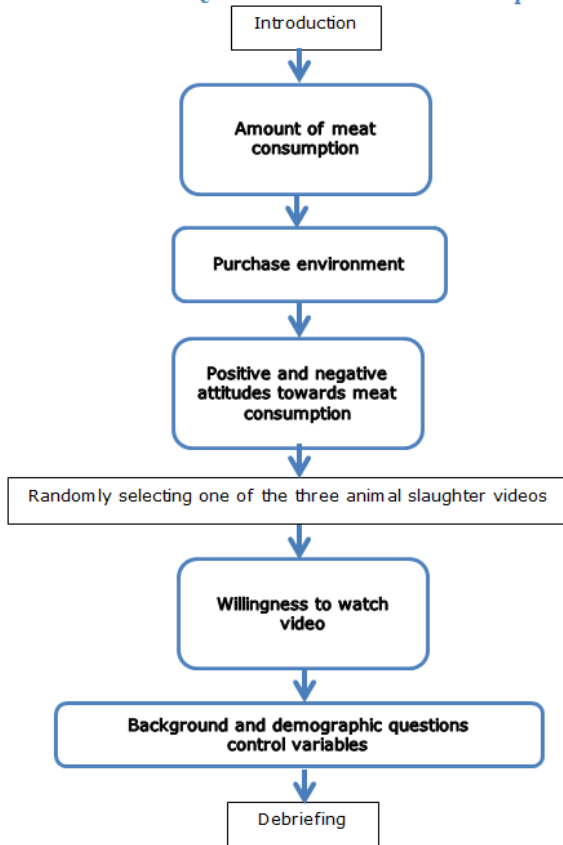 Introduction
Amount of meat
consumption
Purchase environment
Positive and negative
attitudes towards meat
consumption
Randomly selecting one of the three animal slaughter videos
Willingness to watch
video
Background and demographic questions
control variables
Debriefing